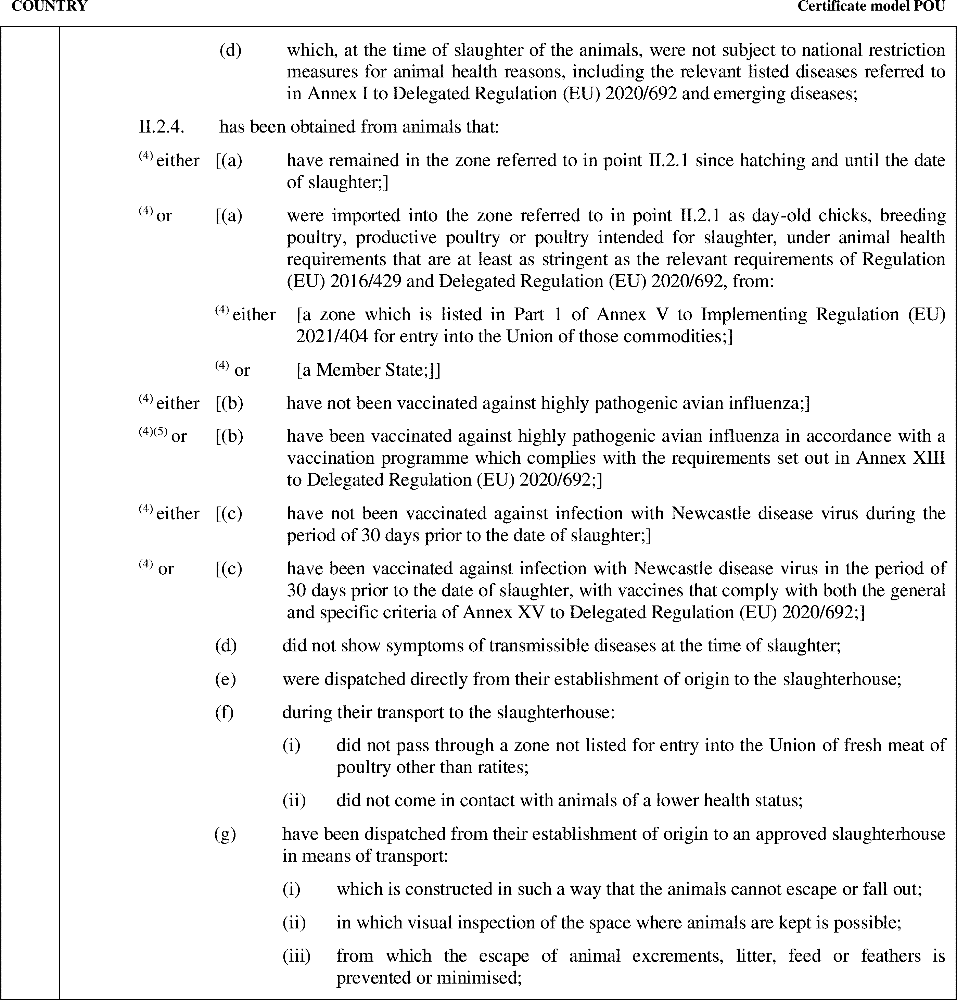 COUNTRY Certificate model POU
(d) which, at the time of slaughter of the animals, were not subject to national restriction
measures for animal health reasons, including the relevant listed diseases referred to
in Annex I to Delegated Regulation (EU) 2020/692 and emerging diseases;
II.2.4. has been obtained from animals that:
(4) either [(a) have remained in the zone referred to in point II.2.1 since hatching and until the date
of slaughter;]
(4) or [(a) were imported into the zone referred to in point II.2.1 as day-old chicks, breeding
poultry, productive poultry or poultry intended for slaughter, under animal health
requirements that are at least as stringent as the relevant requirements of Regulation
(EU) 2016/429 and Delegated Regulation (EU) 2020/692, from:
(4) either [a zone which is listed in Part 1 of Annex V to Implementing Regulation (EU)
2021/404 for entry into the Union of those commodities;]
(4) or [a Member State;]]
(4) either [(b) have not been vaccinated against highly pathogenic avian influenza;]
(4)(5) or [(b) have been vaccinated against highly pathogenic avian influenza in accordance with a
vaccination programme which complies with the requirements set out in Annex XIII
to Delegated Regulation (EU) 2020/692;]
(4) either [(c) have not been vaccinated against infection with Newcastle disease virus during the
period of 30 days prior to the date of slaughter;]
(4) or [(c) have been vaccinated against infection with Newcastle disease virus in the period of
30 days prior to the date of slaughter, with vaccines that comply with both the general
and specific criteria of Annex XV to Delegated Regulation (EU) 2020/692;]
(d) did not show symptoms of transmissible diseases at the time of slaughter;
(e) were dispatched directly from their establishment of origin to the slaughterhouse;
(f) during their transport to the slaughterhouse:
(i) did not pass through a zone not listed for entry into the Union of fresh meat of
poultry other than ratites;
(ii) did not come in contact with animals of a lower health status;
(g) have been dispatched from their establishment of origin to an approved slaughterhouse
in means of transport:
(i) which is constructed in such a way that the animals cannot escape or fall out;
(ii) in which visual inspection of the space where animals are kept is possible;
(iii) from which the escape of animal excrements, litter, feed or feathers is
prevented or minimised;